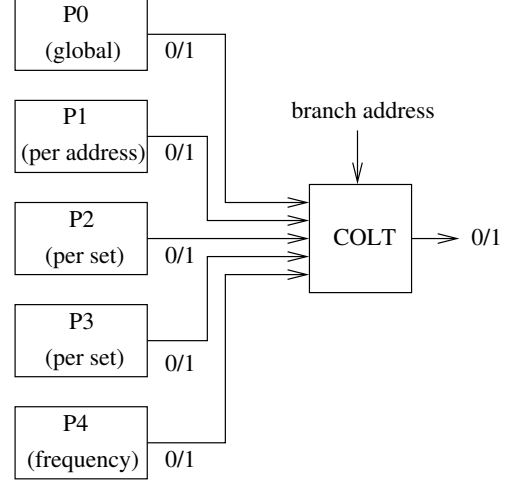 P0
(global)
0/1
P1
(per address)
0/1
P2
(per set)
0/1
P3
(per set)
0/1
P4
(frequency)
0/1
branch address
COLT
0/1